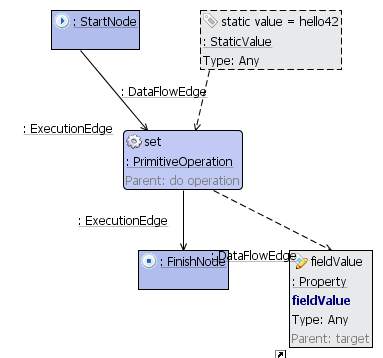 : StartNode
static value = hello42
: StaticValue
Type: Any
: DataFlowEdge
: ExecutionEdge
set
: PrimitiveOperation
Parent: do operation
: ExecutionEdge
: DataFlowEdge
: FinishNode
fieldValue
: Property
fieldValue
Type: Any
Parent: target